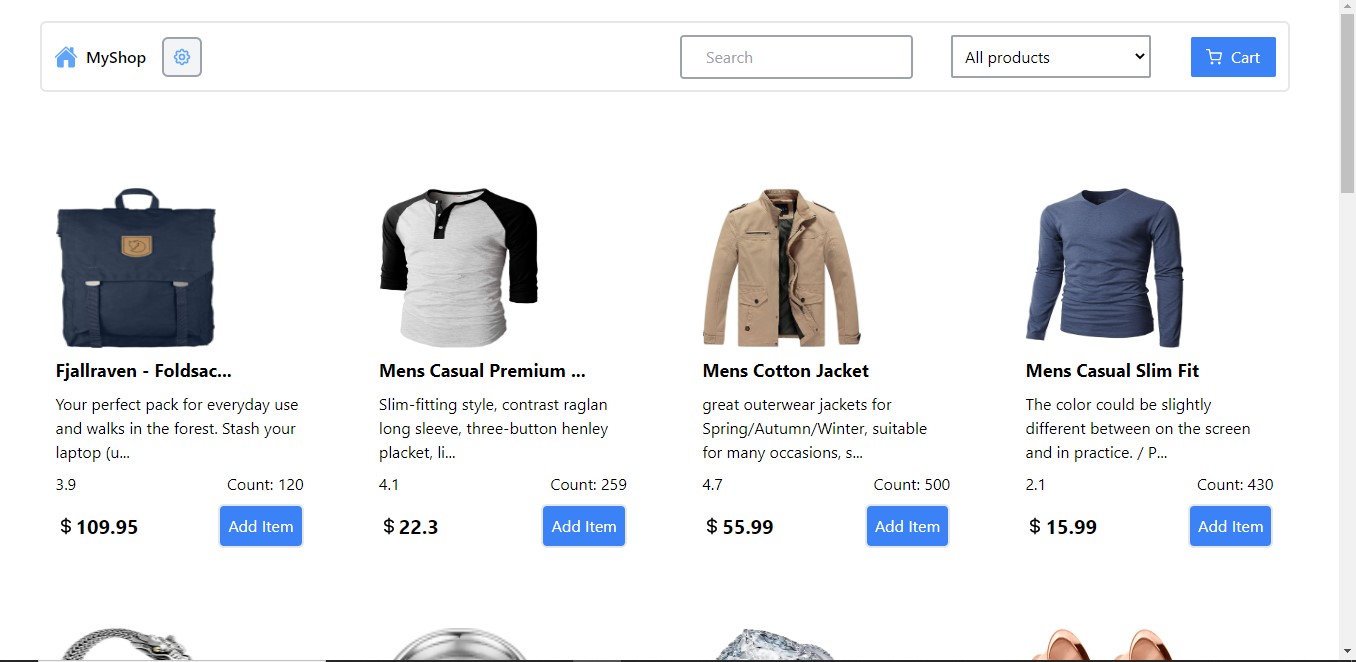 MyShop
Search
All products
Cart
Fjallraven - Foldsac...
Your perfect pack for everyday use
and walks in the forest. Stash your
laptop (u...
3.9
Count: 120
$ 109.95
Add Item
Mens Casual Premium ...
Slim-fitting style, contrast raglan
long sleeve, three-button henley
placket, li...
4.1
Count: 259
$ 22.3
Add Item
Mens Cotton Jacket
great outerwear jackets for
Spring/Autumn/Winter, suitable
for many occasions, s...
4.7
Count: 500
$ 55.99
Add Item
Mens Casual Slim Fit
The color could be slightly
different between on the screen
and in practice. / P...
2.1
Count: 430
$ 15.99
Add Item